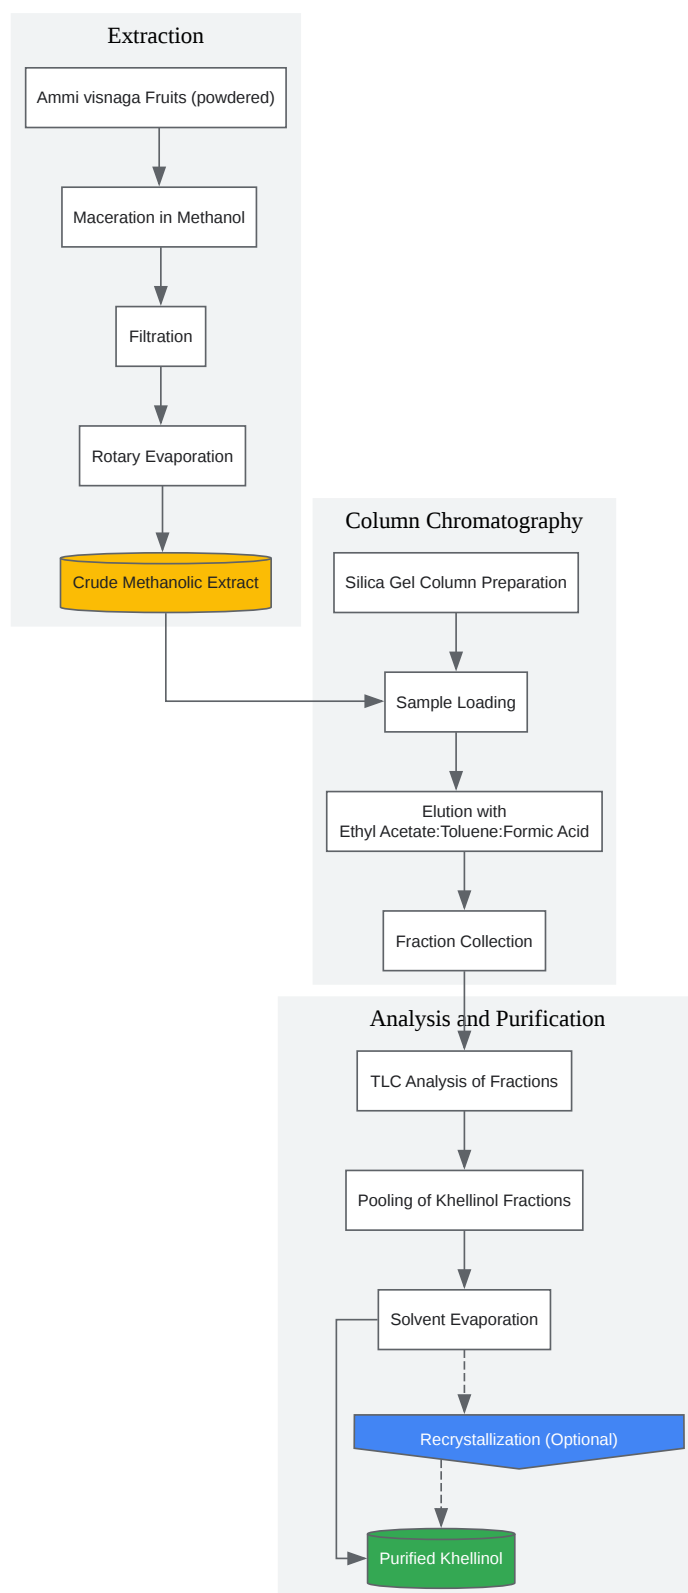 Extraction
Ammi visnaga Fruits (powdered)
Maceration in Methanol
Filtration
Rotary Evaporation
Crude Methanolic Extract
Column Chromatography
Silica Gel Column Preparation
Sample Loading
Elution with
Ethyl Acetate:Toluene:Formic Acid
Fraction Collection
Analysis and Purification
TLC Analysis of Fractions
Pooling of Khellinol Fractions
Solvent Evaporation
Recrystallization (Optional)
Purified Khellinol